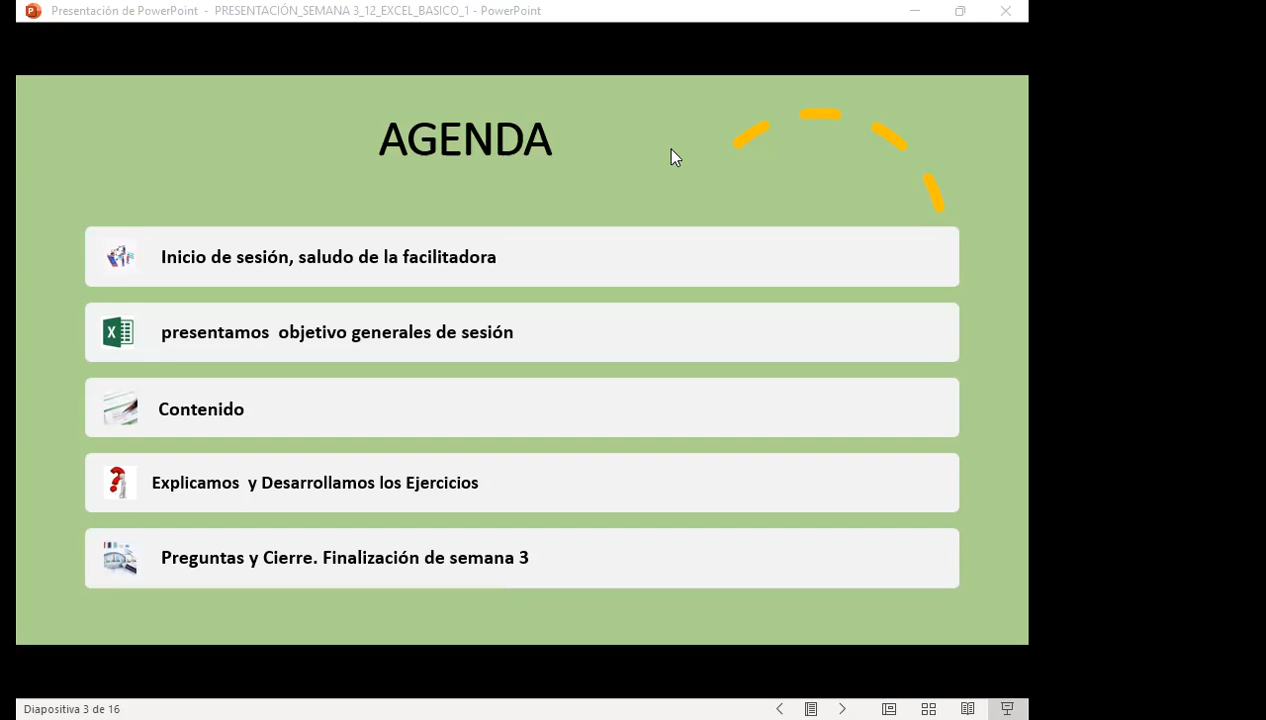 Presentación de PowerPoint - PRESENTACIÓN_SEMANA 3_12_EXCEL_BASICO_1 - PowerPoint
AGENDA
Inicio de sesión, saludo de la facilitadora
presentamos objetivo generales de sesión
Contenido
Explicamos y Desarrollamos los Ejercicios
Preguntas y Cierre. Finalización de semana 3
Diapositiva 3 de 16